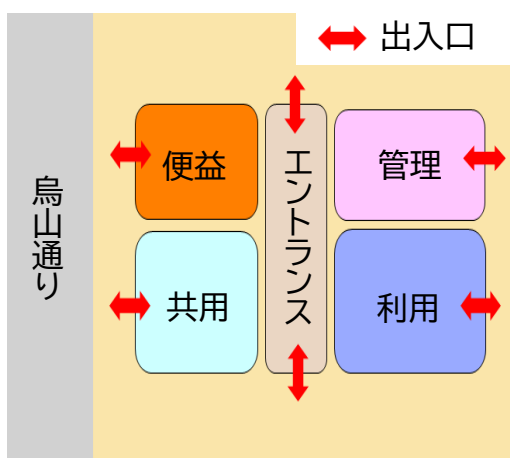 出入口
便益
エントランス
管理
烏山通り
共用
利用